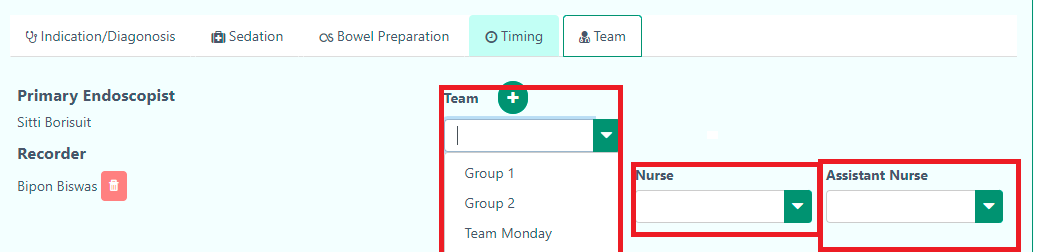 Indication/Diagonosis
Sedation
Bowel Preparation
Timing
Team
Primary Endoscopist
Sitti Borisuit
Recorder
Bipon Biswas
Team
Group 1
Group 2
Team Monday
Nurse
Assistant Nurse